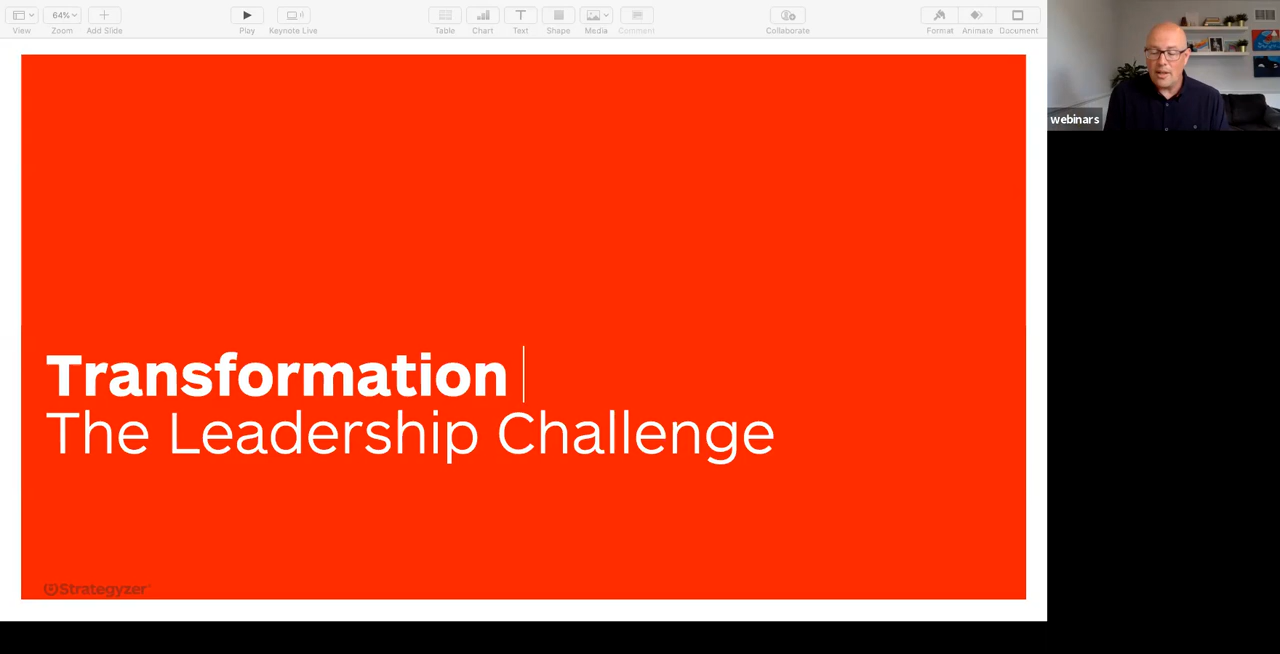 View
64%
Zoom
Add Slide
Play
Keynote Live
Table
Chart
Text
Shape
Media
Comment
Collaborate
Format
Animate
Document
webinars
Transformation
The Leadership Challenge
Strategyzer